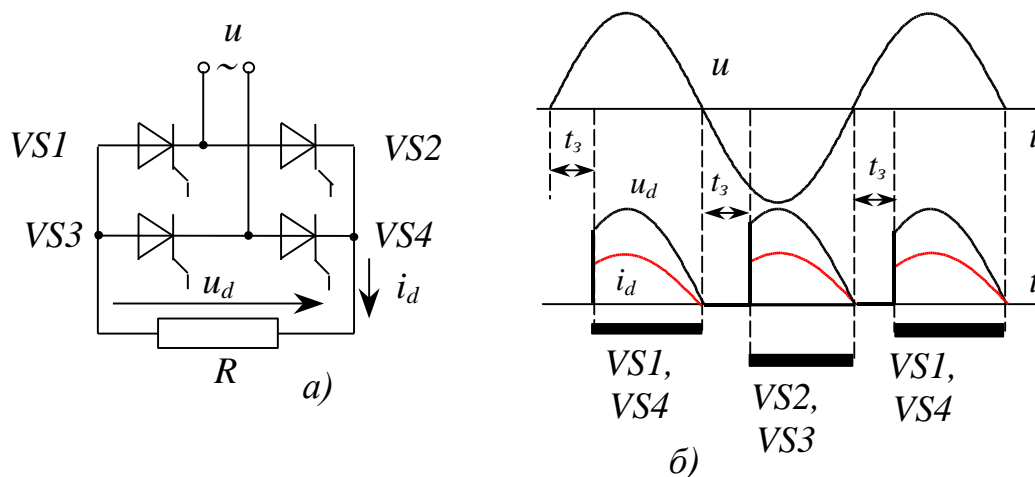 u
~
VS1
VS2
VS3
VS4
u_d
i_d
R
а)
б)
u
t
t_з
t_з
t_з
u_d
i_d
t
VS1,
VS4
VS2,
VS3
VS1,
VS4